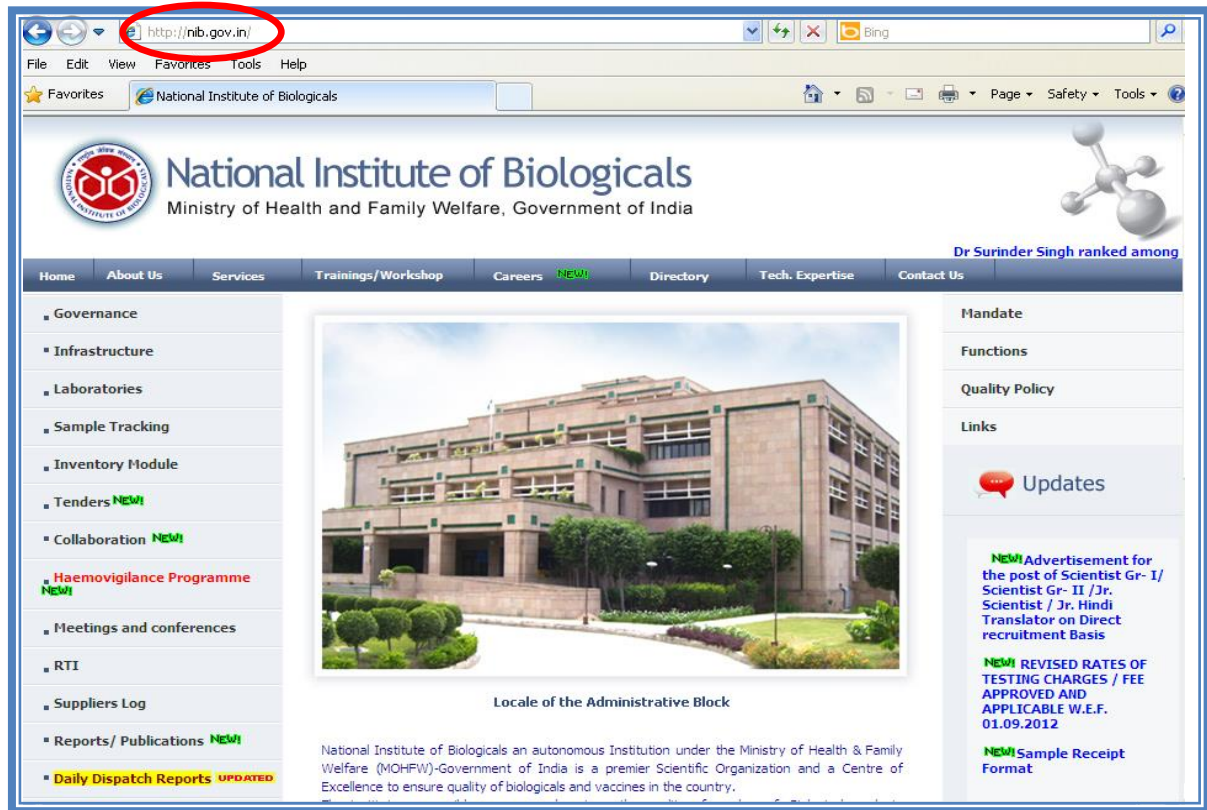 http://nib.gov.in/
Bing
File Edit View Favorites Tools Help
Favorites
National Institute of Biologicals
Page Safety Tools
National Institute of Biologicals
Ministry of Health and Family Welfare, Government of India
Dr Surinder Singh ranked among
Home About Us Services Trainings/Workshop Careers NEW! Directory Tech. Expertise Contact Us
Governance
Infrastructure
Laboratories
Sample Tracking
Inventory Module
Tenders NEW!
Collaboration NEW!
Haemovigilance Programme
NEW!
Meetings and conferences
RTI
Suppliers Log
Reports/ Publications NEW!
Daily Dispatch Reports UPDATED
Locale of the Administrative Block
National Institute of Biologicals an autonomous Institution under the Ministry of Health & Family
Welfare (MOHFW)-Government of India is a premier Scientific Organization and a Centre of
Excellence to ensure quality of biologicals and vaccines in the country.
Mandate
Functions
Quality Policy
Links
Updates
NEW! Advertisement for
the post of Scientist Gr- I/
Scientist Gr- II /Jr.
Scientist / Jr. Hindi
Translator on Direct
recruitment Basis
NEW! REVISED RATES OF
TESTING CHARGES / FEE
APPROVED AND
APPLICABLE W.E.F.
01.09.2012
NEW! Sample Receipt
Format